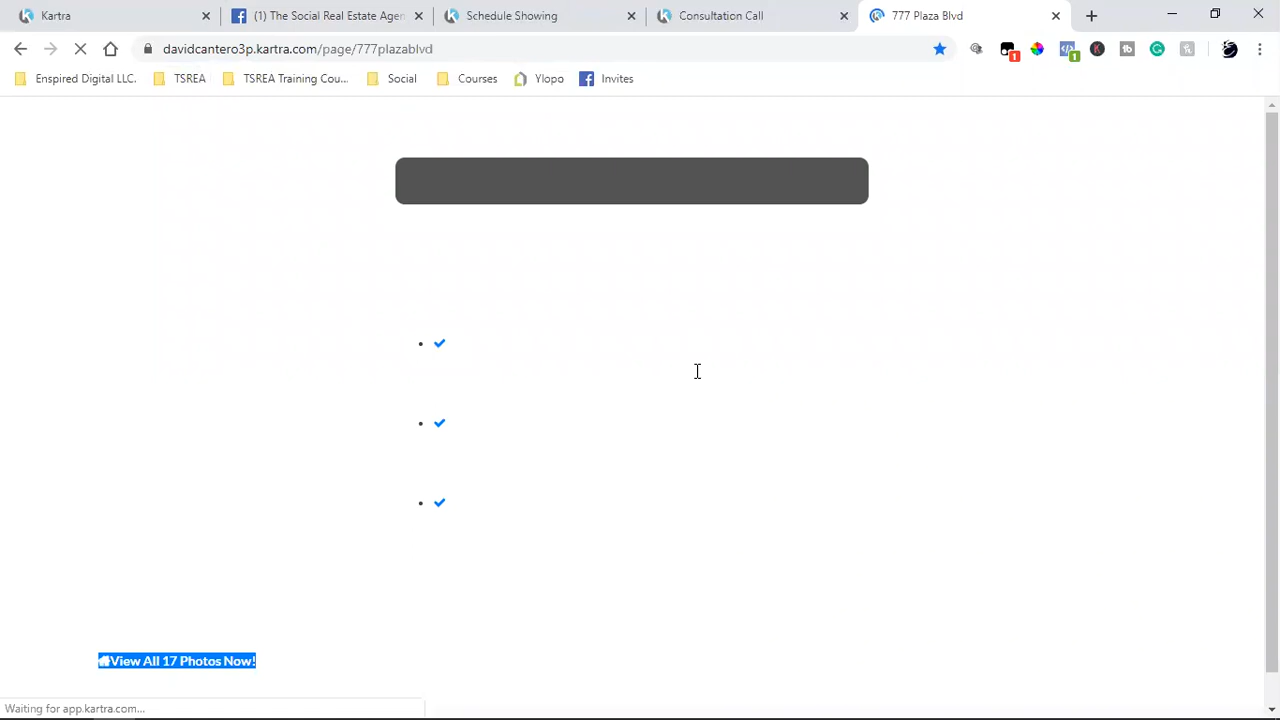 Kartra
(1) The Social Real Estate Agen
Schedule Showing
Consultation Call
777 Plaza Blvd
davidcantero3p.kartra.com/page/777plazablvd
1
1
Enspired Digital LLC.
TSREA
TSREA Training Cou...
Social
Courses
Ylopo
Invites
View All 17 Photos Now!
Waiting for app.kartra.com...